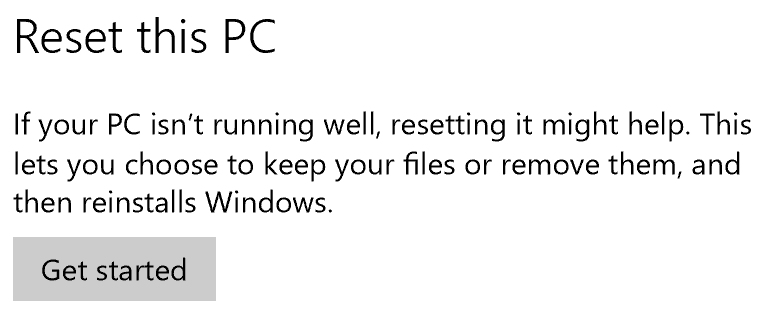 Reset this PC
If your PC isn’t running well, resetting it might help. This
lets you choose to keep your files or remove them, and
then reinstalls Windows.
Get started